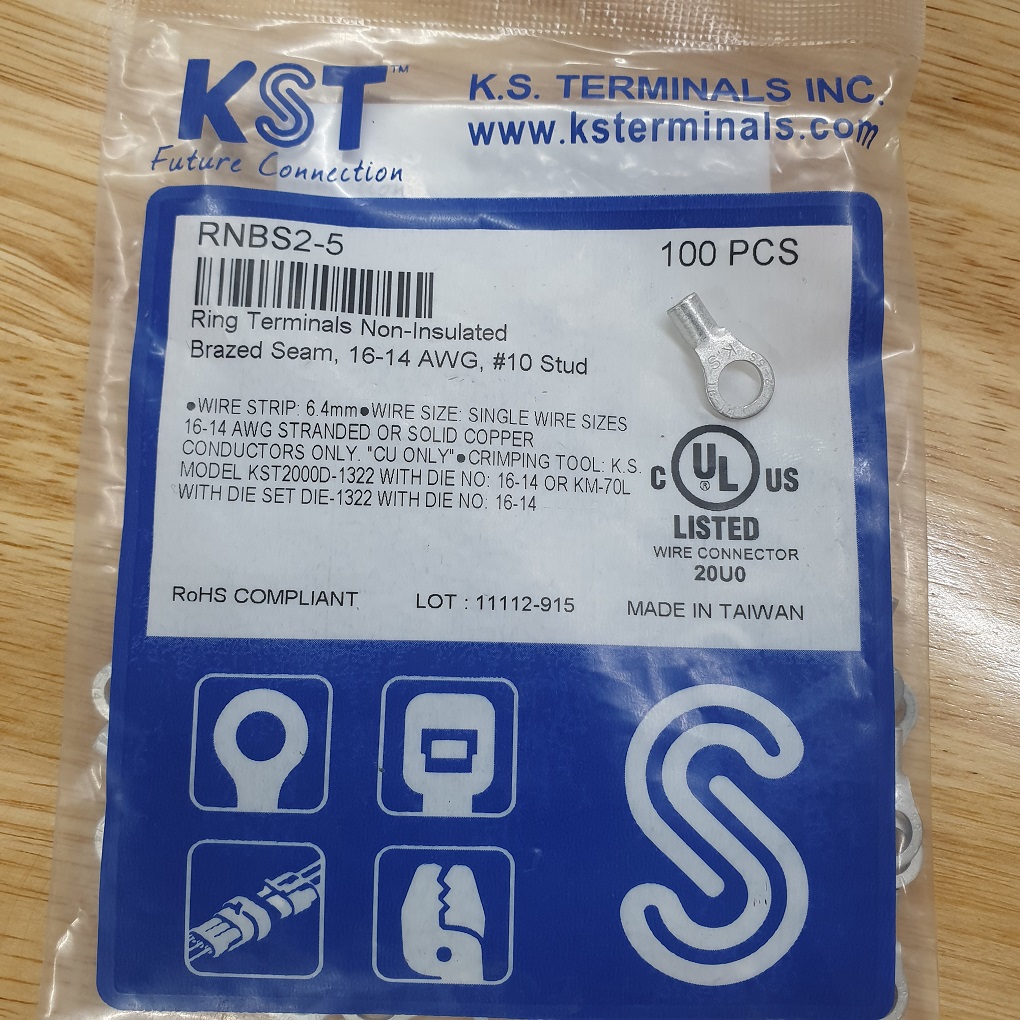 KST™
Future Connection
K.S. TERMINALS INC.
www.ksterminals.com
RNBS2-5
100 PCS
Ring Terminals Non-Insulated
Brazed Seam, 16-14 AWG, #10 Stud
●WIRE STRIP: 6.4mm●WIRE SIZE: SINGLE WIRE SIZES
16-14 AWG STRANDED OR SOLID COPPER
CONDUCTORS ONLY. "CU ONLY"●CRIMPING TOOL: K.S.
MODEL KST2000D-1322 WITH DIE NO: 16-14 OR KM-70L
WITH DIE SET DIE-1322 WITH DIE NO: 16-14
C UL® US
LISTED
WIRE CONNECTOR
20U0
RoHS COMPLIANT
LOT : 11112-915
MADE IN TAIWAN